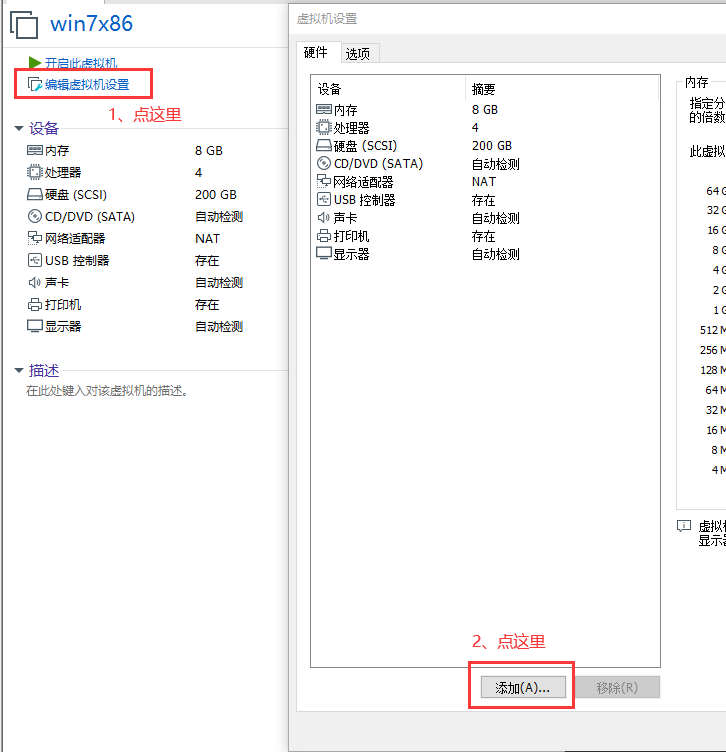 win7x86
开启此虚拟机
编辑虚拟机设置
1、点这里
设备
内存 8 GB
处理器 4
硬盘 (SCSI) 200 GB
CD/DVD (SATA) 自动检测
网络适配器 NAT
USB 控制器 存在
声卡 自动检测
打印机 存在
显示器 自动检测
描述
在此处键入对该虚拟机的描述。
虚拟机设置
硬件 选项
设备 摘要
内存 8 GB
处理器 4
硬盘 (SCSI) 200 GB
CD/DVD (SATA) 自动检测
网络适配器 NAT
USB 控制器 存在
声卡 自动检测
打印机 存在
显示器 自动检测
2、点这里
添加(A)... 移除(R)
内存
指定分
的倍数
此虚拟
64 G
32 G
16 G
8 G
4 G
2 G
1 G
512 M
256 M
128 M
64 M
32 M
16 M
8 M
4 M
虚拟机
显示器